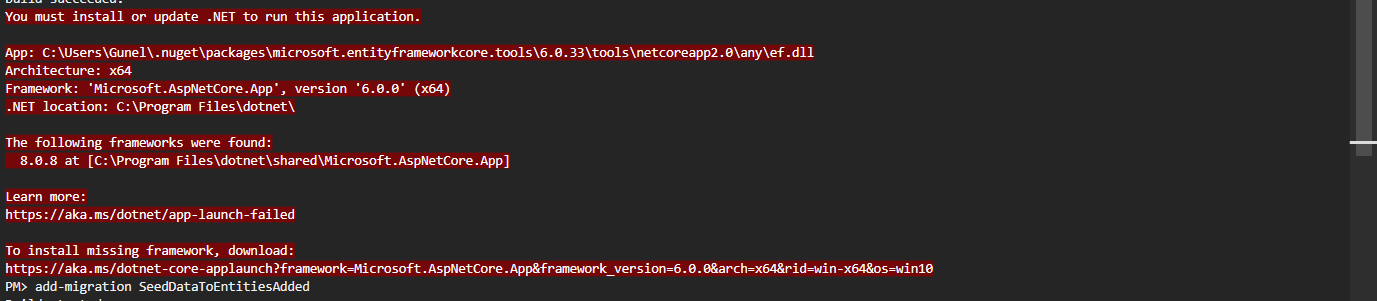 Build succeeded.
You must install or update .NET to run this application.
App: C:\Users\Gunel\.nuget\packages\microsoft.entityframeworkcore.tools\6.0.33\tools\netcoreapp2.0\any\ef.dll
Architecture: x64
Framework: 'Microsoft.AspNetCore.App', version '6.0.0' (x64)
.NET location: C:\Program Files\dotnet\
The following frameworks were found:
8.0.8 at [C:\Program Files\dotnet\shared\Microsoft.AspNetCore.App]
Learn more:
https://aka.ms/dotnet/app-launch-failed
To install missing framework, download:
https://aka.ms/dotnet-core-applaunch?framework=Microsoft.AspNetCore.App&framework_version=6.0.0&arch=x64&rid=win-x64&os=win10
PM> add-migration SeedDataToEntitiesAdded